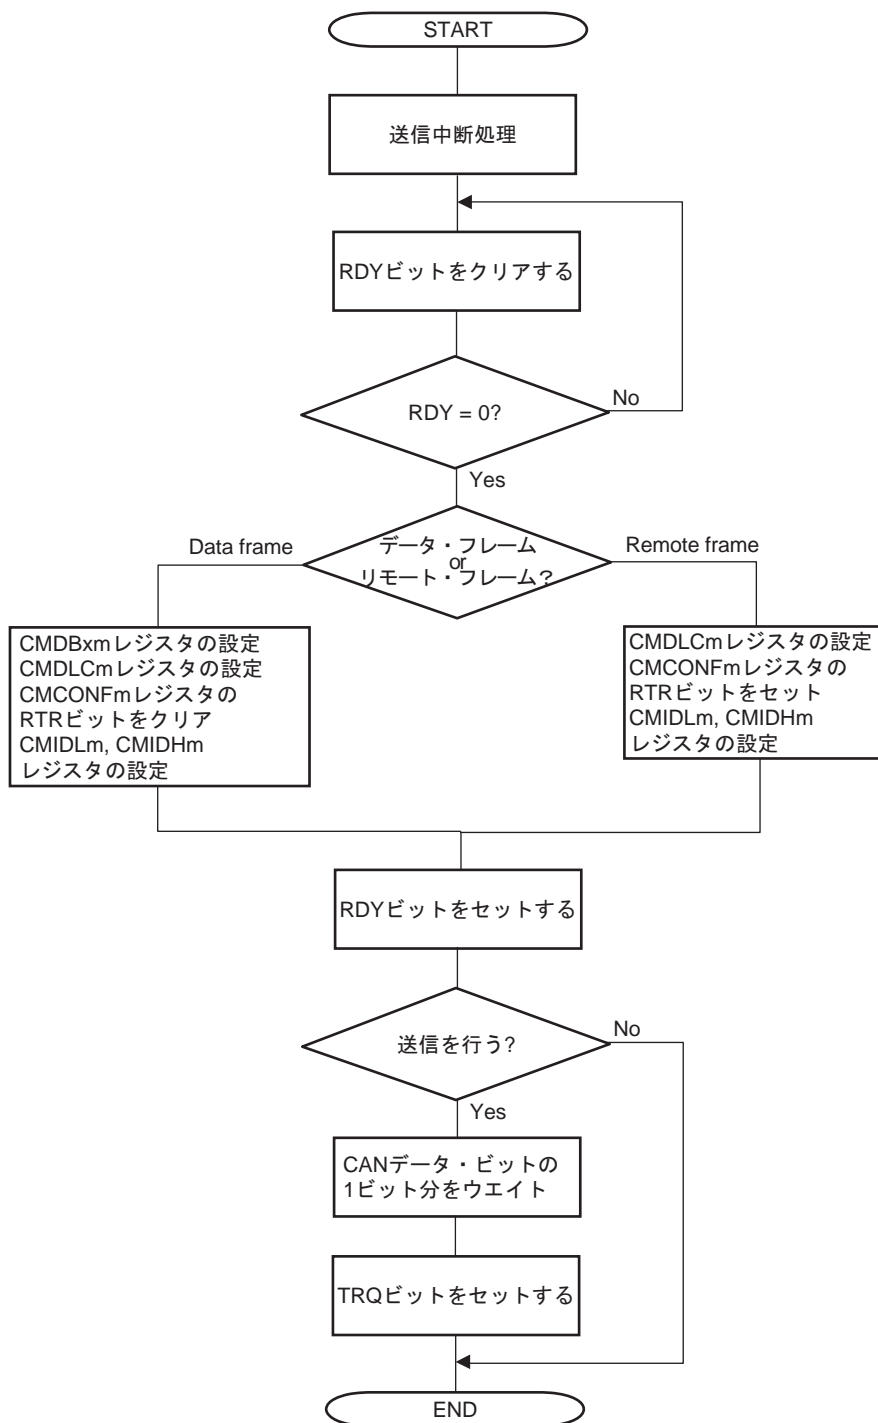 START
送信中断処理
RDYビットをクリアする
RDY = 0?
No
Yes
データ・フレーム
or
リモート・フレーム？
Data frame
Remote frame
CMDBxmレジスタの設定
CMDLCmレジスタの設定
CMCONFmレジスタの
RTRビットをクリア
CMIDLm, CMIDHm
レジスタの設定
CMDLCmレジスタの設定
CMCONFmレジスタの
RTRビットをセット
CMIDLm, CMIDHm
レジスタの設定
RDYビットをセットする
送信を行う?
No
Yes
CANデータ・ビットの
1ビット分をウエイト
TRQビットをセットする
END